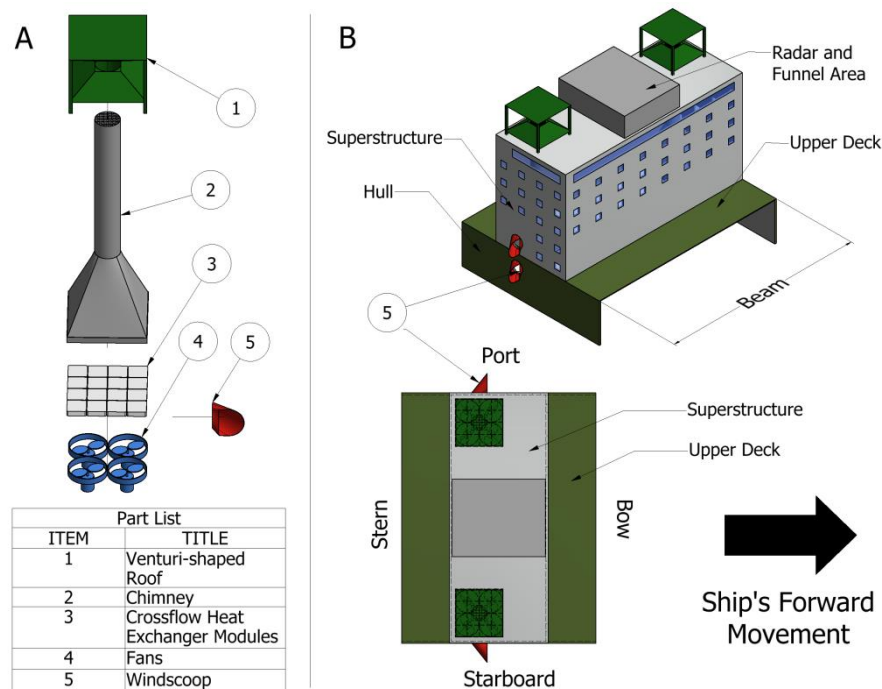 A
1
2
3
4
5
Part List
ITEM TITLE
1 Venturi-shaped
Roof
2 Chimney
3 Crossflow Heat
Exchanger Modules
4 Fans
5 Windscoop
B
Radar and
Funnel Area
Superstructure
Upper Deck
Hull
Beam
5
Port
Superstructure
Upper Deck
Stern
Bow
Ship's Forward
Movement
Starboard